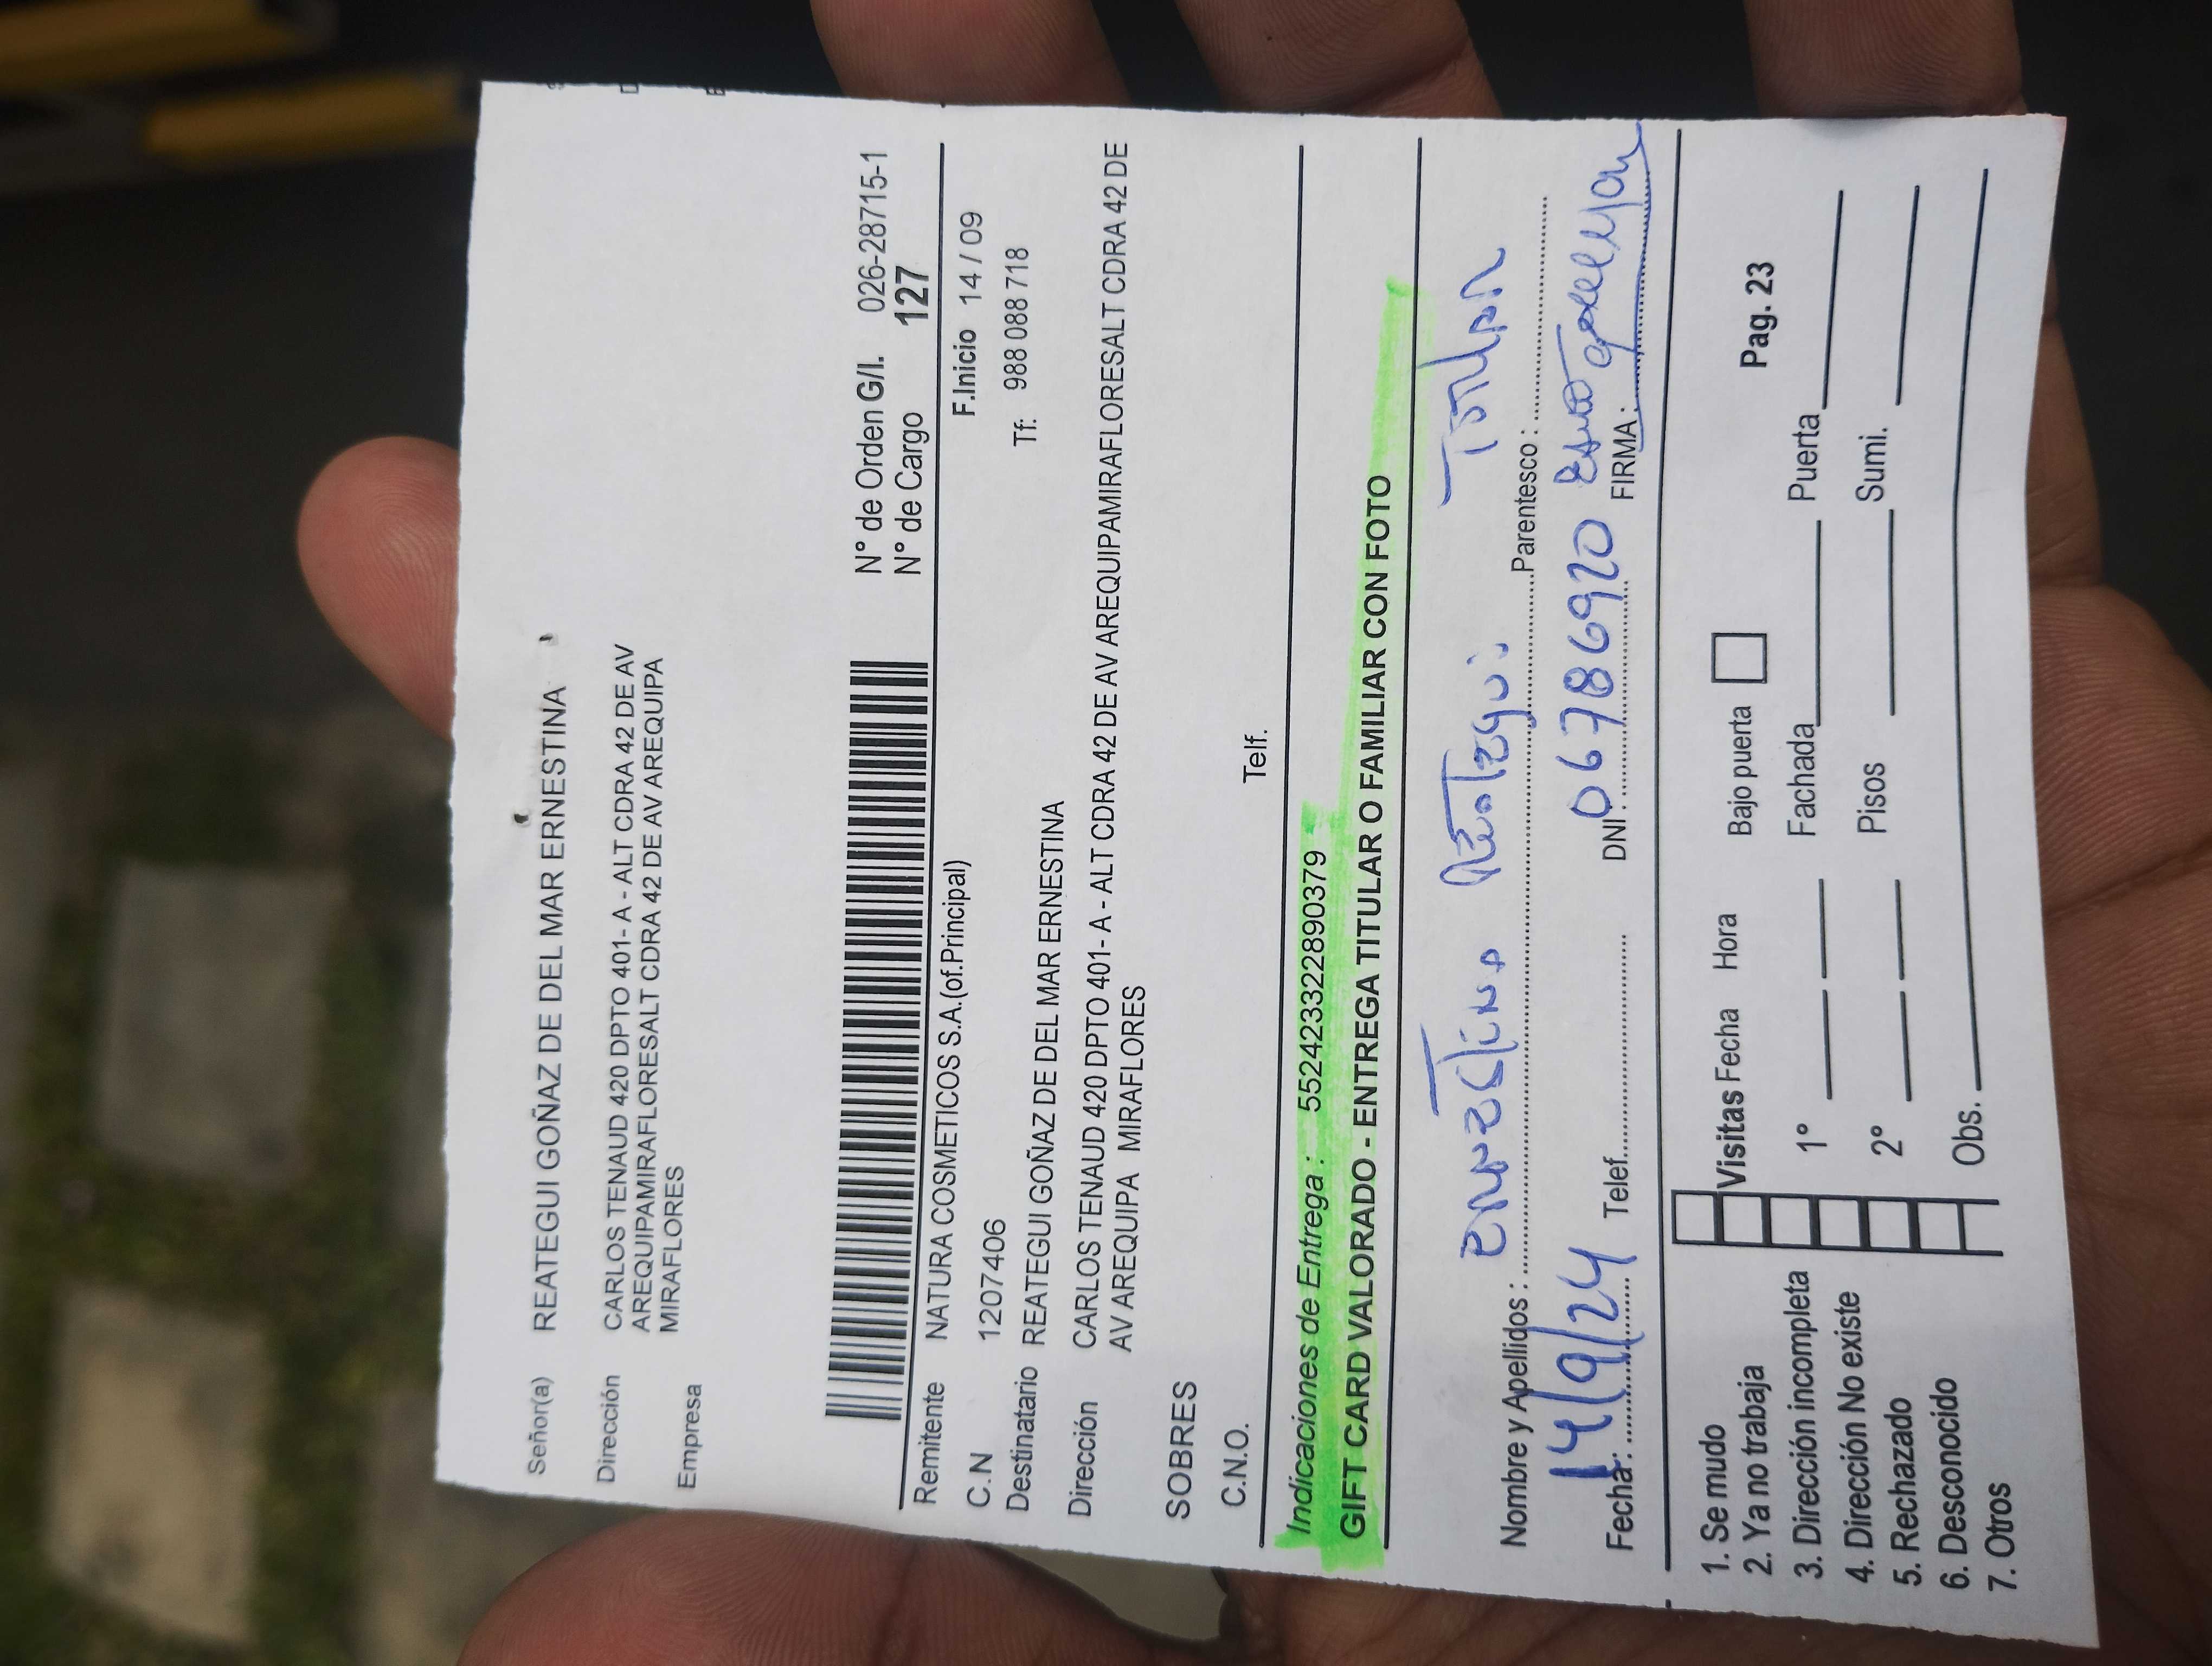 Señor(a) REATEGUI GOÑAZ DE DEL MAR ERNESTINA
Dirección CARLOS TENAUD 420 DPTO 401- A - ALT CDRA 42 DE AV
AREQUIPAMIRAFLORESALT CDRA 42 DE AV AREQUIPA
MIRAFLORES
Empresa
N° de Orden G/I. 026-28715-1
N° de Cargo 127
Remitente NATURA COSMETICOS S.A.(of.Principal)
F.Inicio 14 / 09
C.N 1207406
Tf: 988 088 718
Destinatario REATEGUI GOÑAZ DE DEL MAR ERNESTINA
Dirección CARLOS TENAUD 420 DPTO 401- A - ALT CDRA 42 DE AV AREQUIPAMIRAFLORESALT CDRA 42 DE
AV AREQUIPA MIRAFLORES
SOBRES
C.N.O. Telf.
Indicaciones de Entrega : 5524233322890379
GIFT CARD VALORADO - ENTREGA TITULAR O FAMILIAR CON FOTO
Nombre y Apellidos : Ernestina Reategui Parentesco : Titular
Fecha : 14/9/24 Telef. DNI : 06786920 FIRMA:
1. Se mudo
2. Ya no trabaja
3. Dirección incompleta
4. Dirección No existe
5. Rechazado
6. Desconocido
7. Otros
Visitas Fecha Hora Bajo puerta Pag. 23
1° Fachada Puerta
2° Pisos Sumi.
Obs.